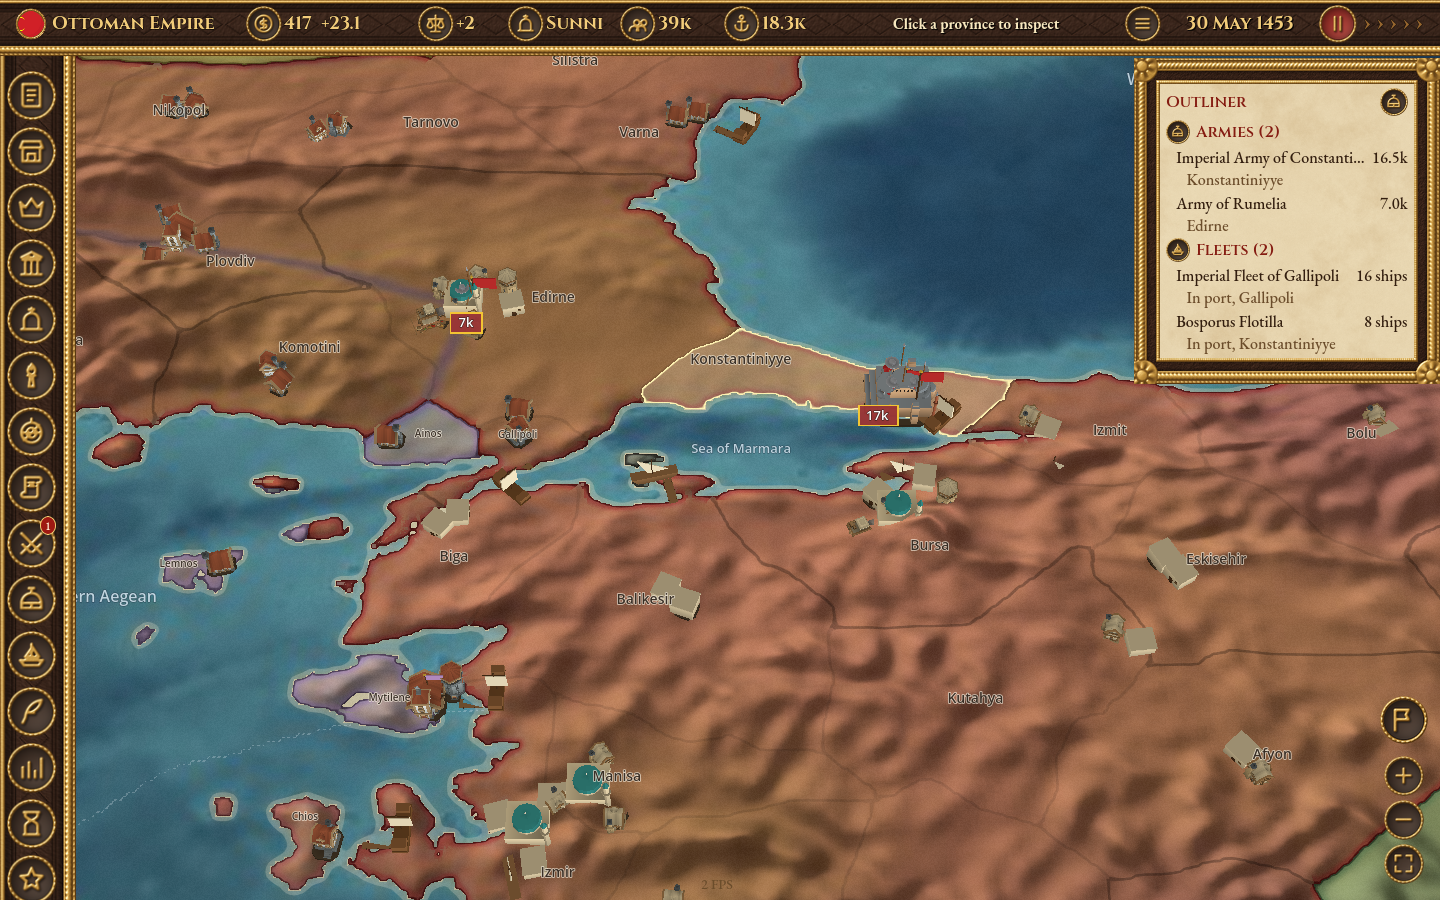 OTTOMAN EMPIRE
417 +23.1
+2
SUNNI
39K
18.3K
Click a province to inspect
30 MAY 1453
OUTLINER
ARMIES (2)
Imperial Army of Constanti... 16.5k
Konstantiniyye
Army of Rumelia 7.0k
Edirne
FLEETS (2)
Imperial Fleet of Gallipoli 16 ships
In port, Gallipoli
Bosporus Flotilla 8 ships
In port, Konstantiniyye
Silistra
Nikopol
Tarnovo
Varna
Plovdiv
Edirne
7k
Komotini
Konstantiniyye
17k
Ainos
Gallipoli
Sea of Marmara
Izmit
Bolu
1
Biga
Bursa
Eskisehir
Lemnos
ern Aegean
Balikesir
Mytilene
Kutahya
Afyon
Manisa
Chios
Izmir
2 FPS